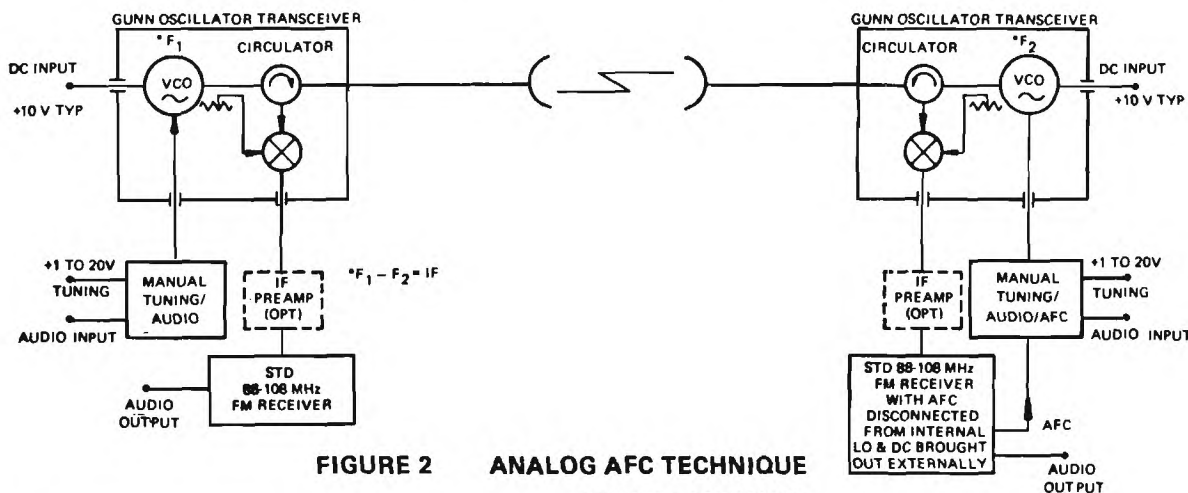 GUNN OSCILLATOR TRANSCEIVER
*F1
CIRCULATOR
DC INPUT
+10 V TYP
VCO
+1 TO 20V
TUNING
AUDIO INPUT
MANUAL
TUNING/
AUDIO
IF
PREAMP
(OPT)
*F1 – F2 = IF
STD
88-108 MHz
FM RECEIVER
AUDIO
OUTPUT
GUNN OSCILLATOR TRANSCEIVER
CIRCULATOR
*F2
VCO
DC INPUT
+10 V TYP
IF
PREAMP
(OPT)
MANUAL
TUNING/
AUDIO/AFC
+1 TO 20V
TUNING
AUDIO INPUT
STD 88-108 MHz
FM RECEIVER
WITH AFC
DISCONNECTED
FROM INTERNAL
LO & DC BROUGHT
OUT EXTERNALLY
AFC
AUDIO
OUTPUT
FIGURE 2 ANALOG AFC TECHNIQUE